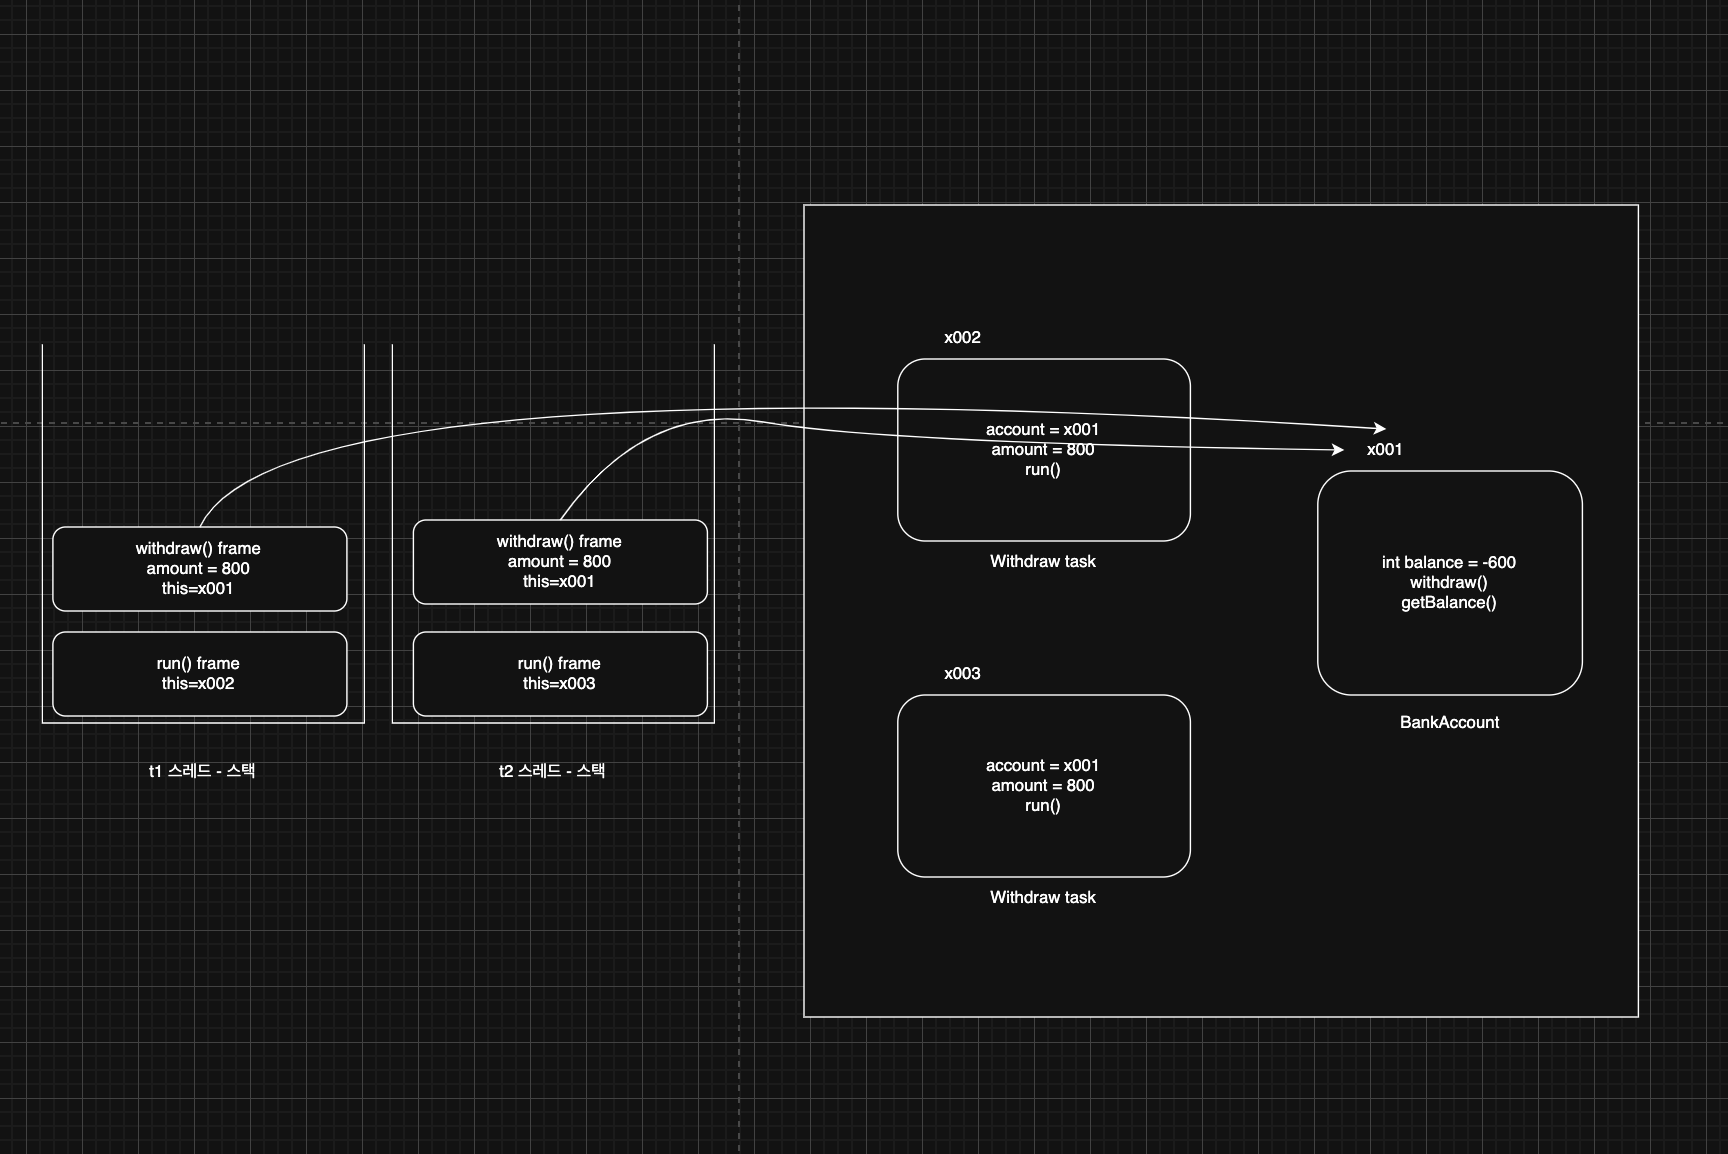 withdraw() frame
amount = 800
this=x001
run() frame
this=x002
t1 스레드 - 스택
withdraw() frame
amount = 800
this=x001
run() frame
this=x003
t2 스레드 - 스택
x002
account = x001
amount = 800
run()
Withdraw task
x003
account = x001
amount = 800
run()
Withdraw task
x001
int balance = -600
withdraw()
getBalance()
BankAccount